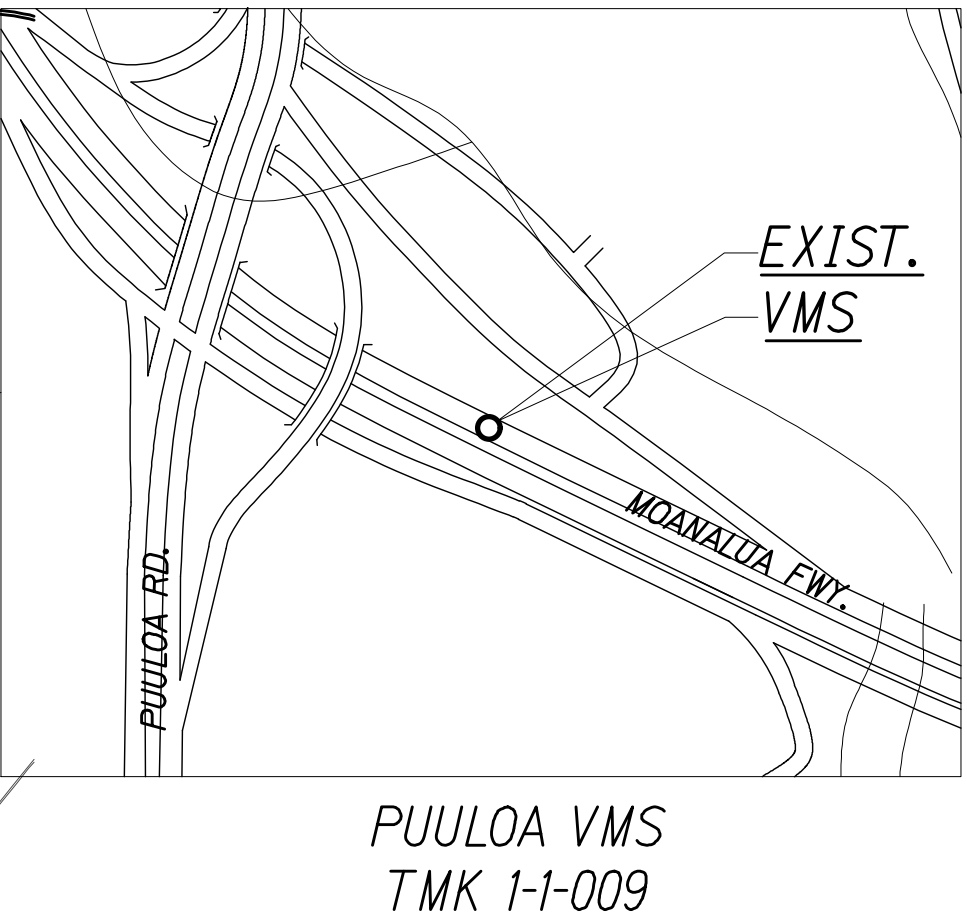 EXIST.
VMS
MOANALUA FWY.
PUULOA RD.
PUULOA VMS
TMK 1-1-009